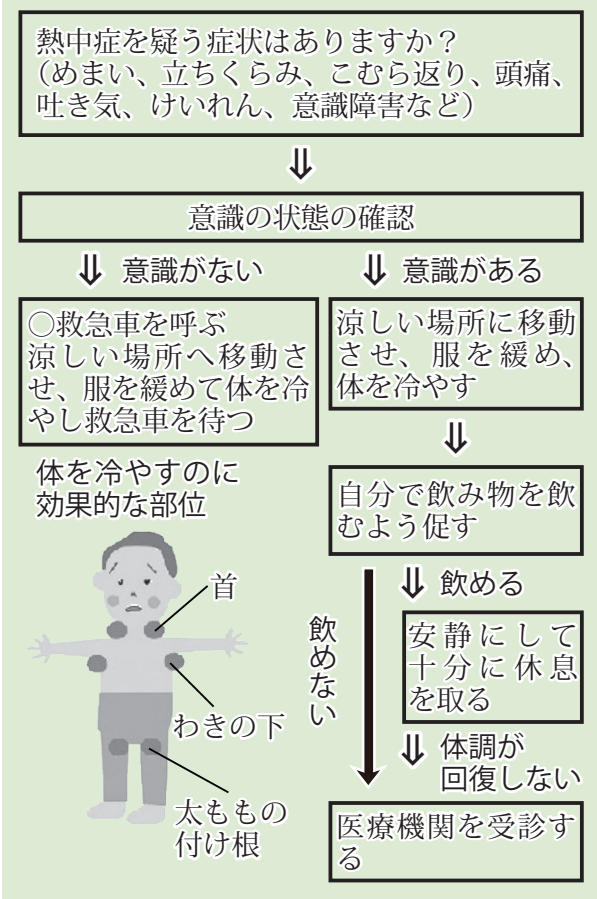 熱中症を疑う症状はありますか？
（めまい、立ちくらみ、こむら返り、頭痛、
吐き気、けいれん、意識障害など）
意識の状態の確認
意識がない
○救急車を呼ぶ
涼しい場所へ移動さ
せ、服を緩めて体を冷
やし救急車を待つ
体を冷やすのに
効果的な部位
首
わきの下
太ももの
付け根
意識がある
涼しい場所に移動
させ、服を緩め、
体を冷やす
自分で飲み物を飲
むよう促す
飲めない
飲める
安静にして
十分に休息
を取る
体調が
回復しない
医療機関を受診す
る